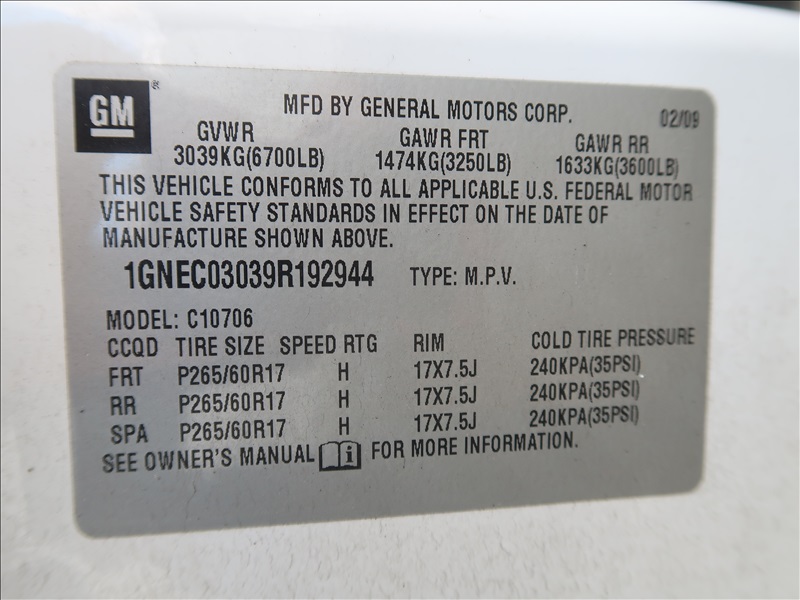 GM ®
MFD BY GENERAL MOTORS CORP. 02/09
GVWR GAWR FRT GAWR RR
3039KG(6700LB) 1474KG(3250LB) 1633KG(3600LB)
THIS VEHICLE CONFORMS TO ALL APPLICABLE U.S. FEDERAL MOTOR
VEHICLE SAFETY STANDARDS IN EFFECT ON THE DATE OF
MANUFACTURE SHOWN ABOVE.
1GNEC03039R192944 TYPE: M.P.V.
MODEL: C10706
CCQD TIRE SIZE SPEED RTG RIM COLD TIRE PRESSURE
FRT P265/60R17 H 17X7.5J 240KPA(35PSI)
RR P265/60R17 H 17X7.5J 240KPA(35PSI)
SPA P265/60R17 H 17X7.5J 240KPA(35PSI)
SEE OWNER'S MANUAL i FOR MORE INFORMATION.